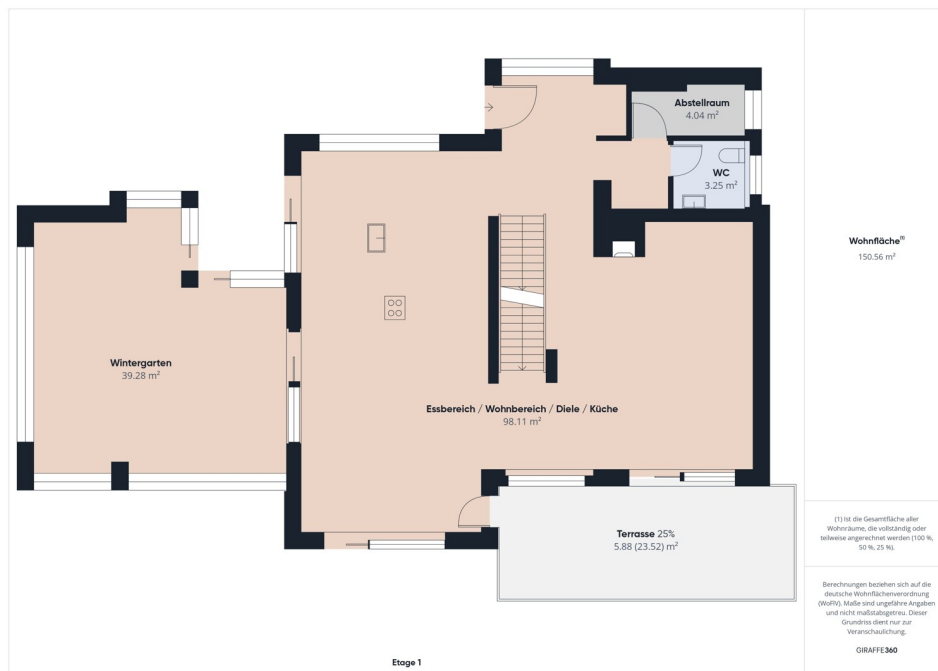 Abstellraum
4.04 m²
WC
3.25 m²
Wohnfläche⁽¹⁾
150.56 m²
Wintergarten
39.28 m²
Essbereich / Wohnbereich / Diele / Küche
98.11 m²
Terrasse 25%
5.88 (23.52) m²
(1) Ist die Gesamtfläche aller
Wohnräume, die vollständig oder
teilweise angerechnet werden (100 %,
50 %, 25 %).
Berechnungen beziehen sich auf die
deutsche Wohnflächenverordnung
(WoFlV). Maße sind ungefähre Angaben
und nicht maßstabsgetreu. Dieser
Grundriss dient nur zur
Veranschaulichung.
GIRAFFE360
Etage 1